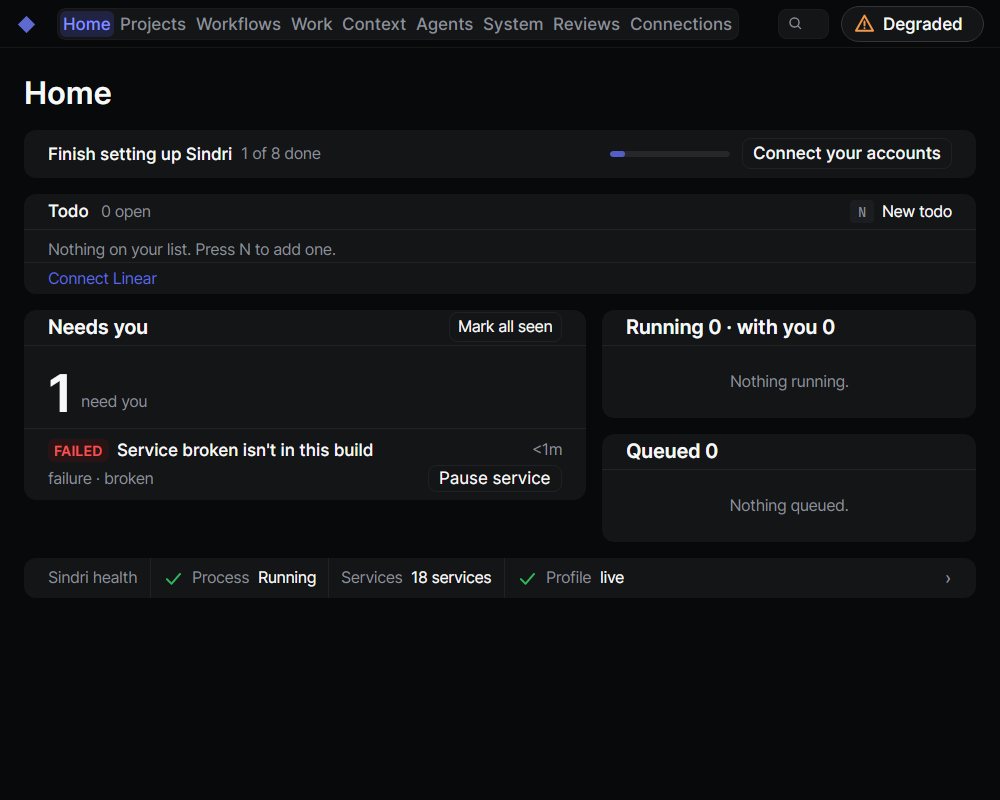 Home Projects Workflows Work Context Agents System Reviews Connections Degraded
Home
Finish setting up Sindri 1 of 8 done Connect your accounts
Todo 0 open N New todo
Nothing on your list. Press N to add one.
Connect Linear
Needs you Mark all seen
1 need you
FAILED Service broken isn't in this build <1m
failure · broken Pause service
Running 0 · with you 0
Nothing running.
Queued 0
Nothing queued.
Sindri health Process Running Services 18 services Profile live ›